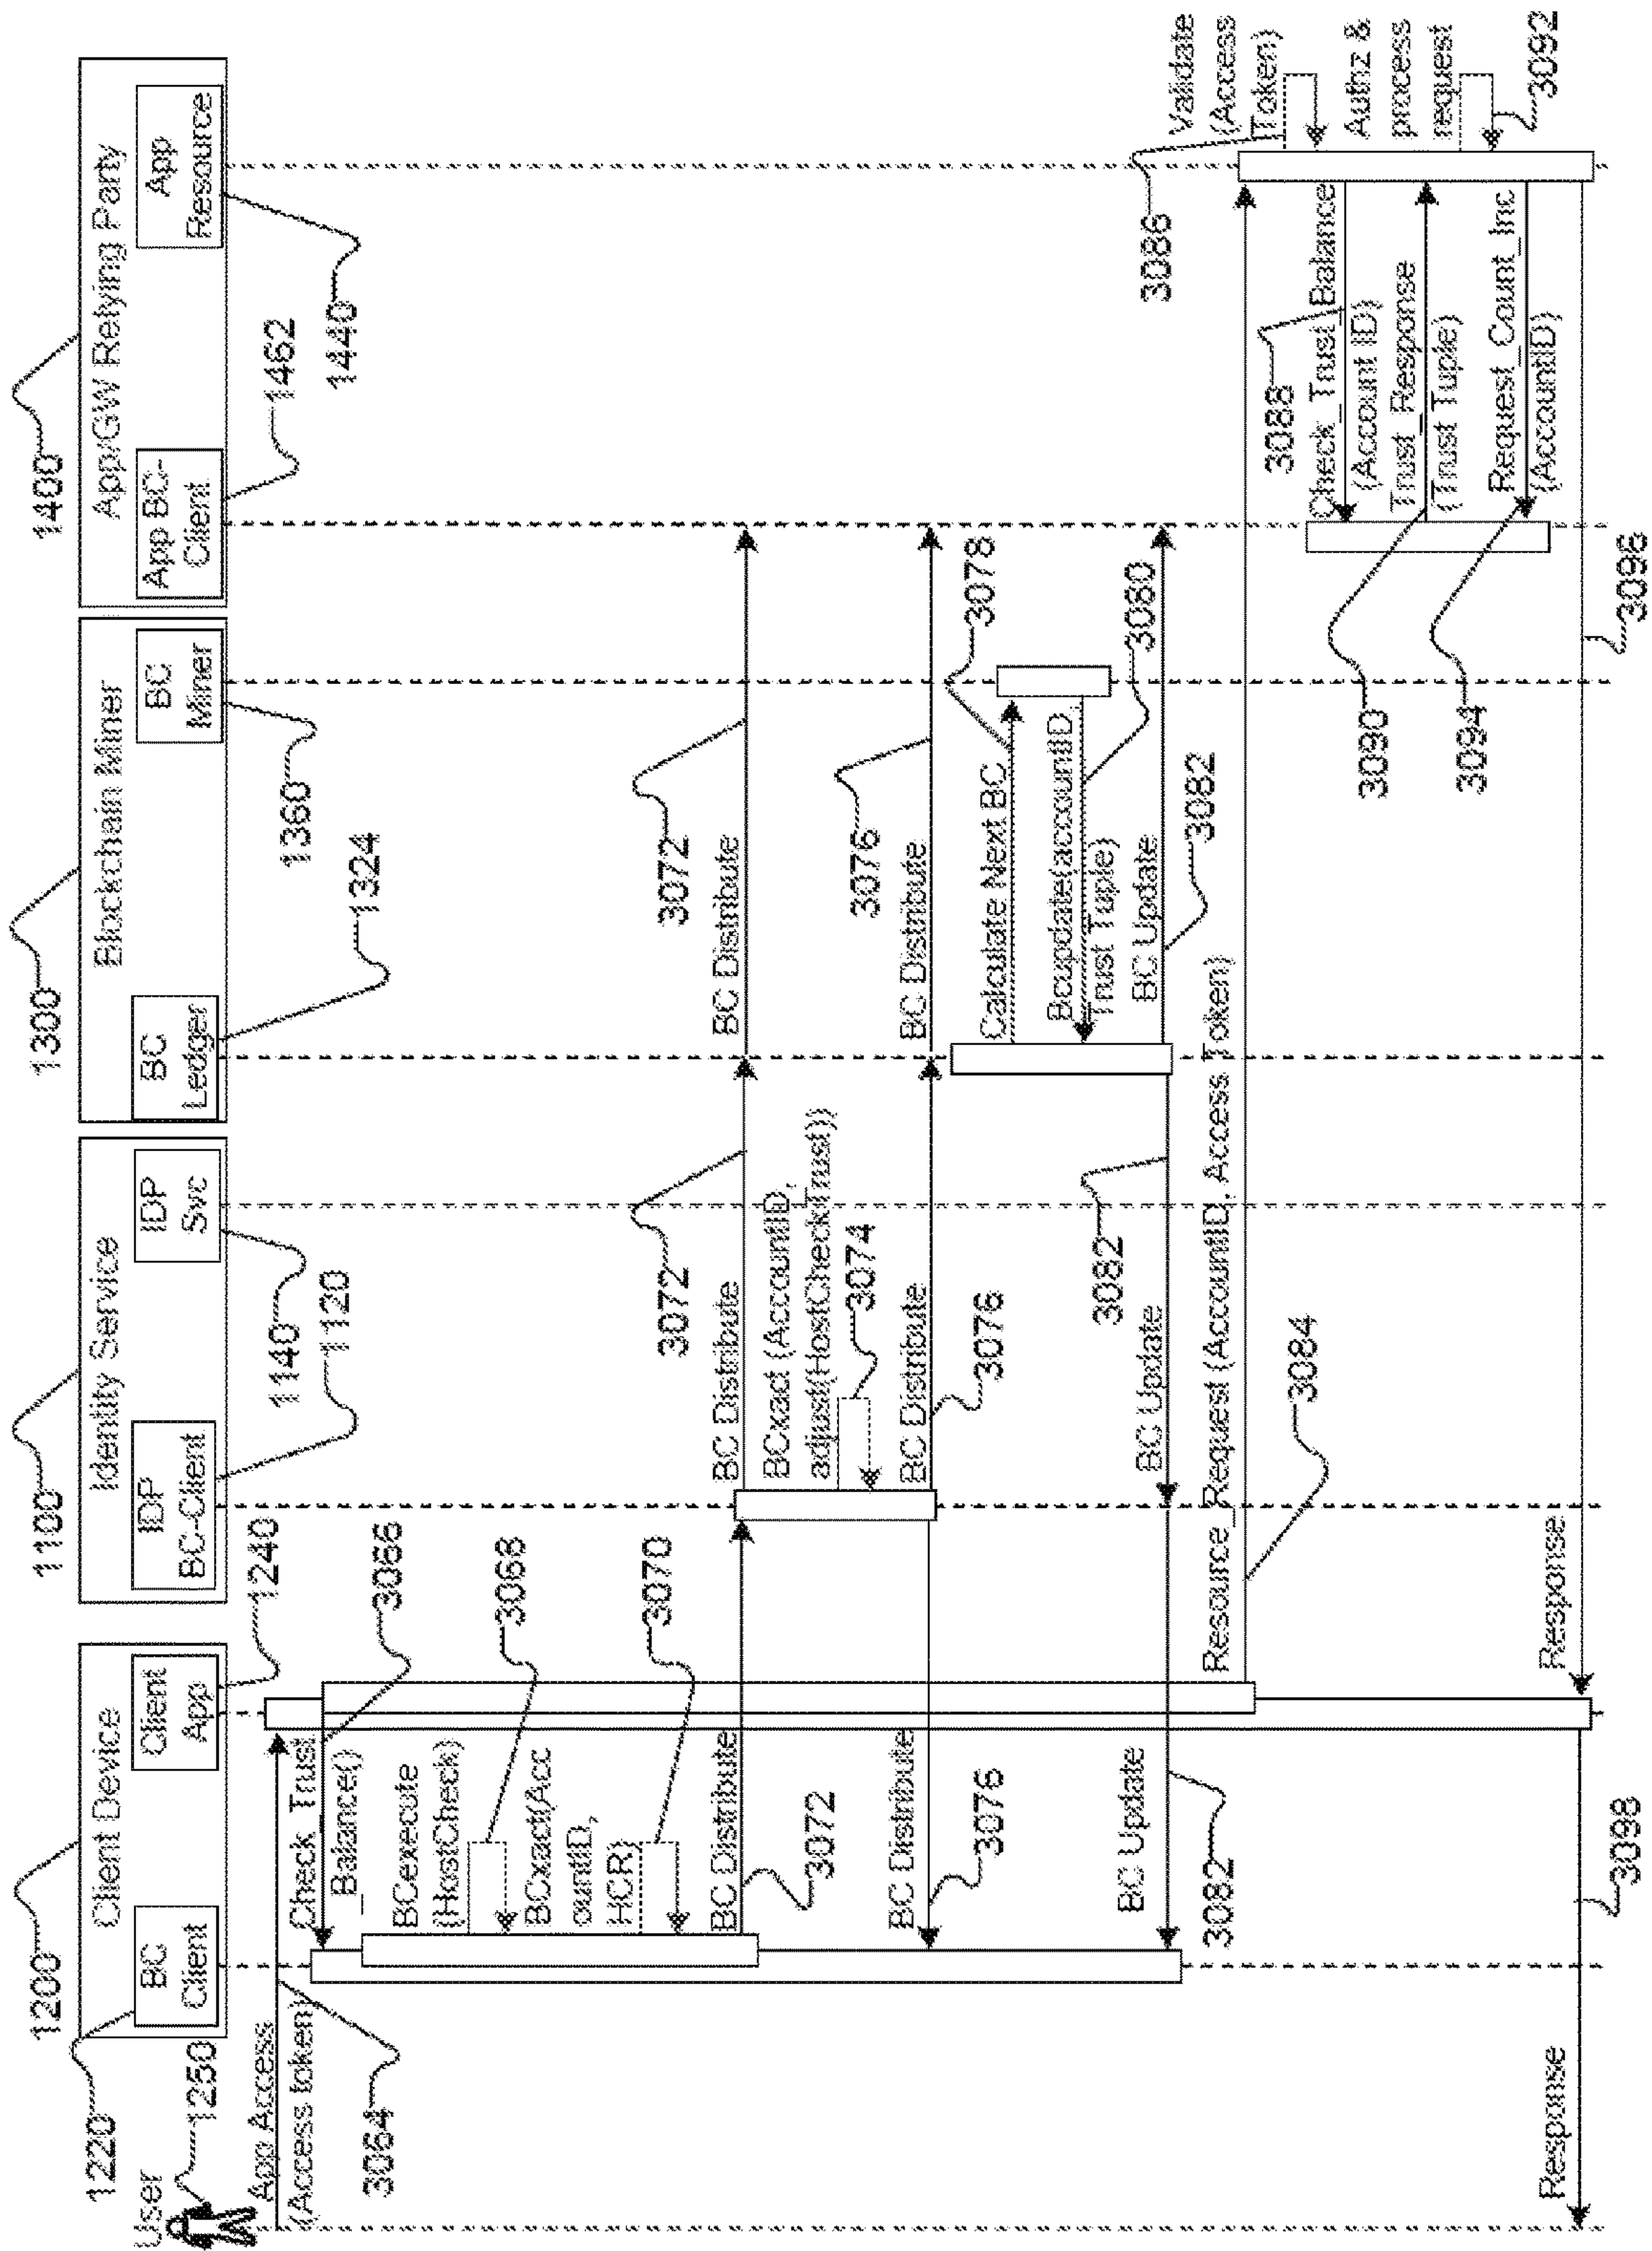 User
1250
1200
Client Device
1220
BC
Client
Client
App
1240
1100
Identity Service
IDP
BC-Client
IDP
Svc
1140
1120
1300
Blockchain Miner
BC
Ledger
BC
Miner
1324
1360
1400
App/GW Relying Party
App BC-
Client
App
Resource
1462
1440
App Access
(Access token)
3064
Check_Trust
_Balance()
3066
BCexecute
(HostCheck)
3068
BCxact(Acc
ountID,
HCR)
3070
BC Distribute
3072
BC Distribute
3072
BC Distribute
3072
BCxact (AccountID,
adjust(HostCheckTrust))
3074
BC Distribute
3076
BC Distribute
3076
BC Distribute
3076
Calculate Next BC
3078
Bcupdate(accountID,
Trust Tuple)
3080
BC Update
3082
BC Update
3082
BC Update
3082
Resource_Request (AccountID, Access Token)
3084
Validate
(Access
Token)
3086
Check_Trust_Balance
(Account ID)
3088
Trust_Response
(Trust Tuple)
3090
Authz &
process
request
3092
Request_Count_Inc
(AccountID)
3094
Response
3096
Response
3098